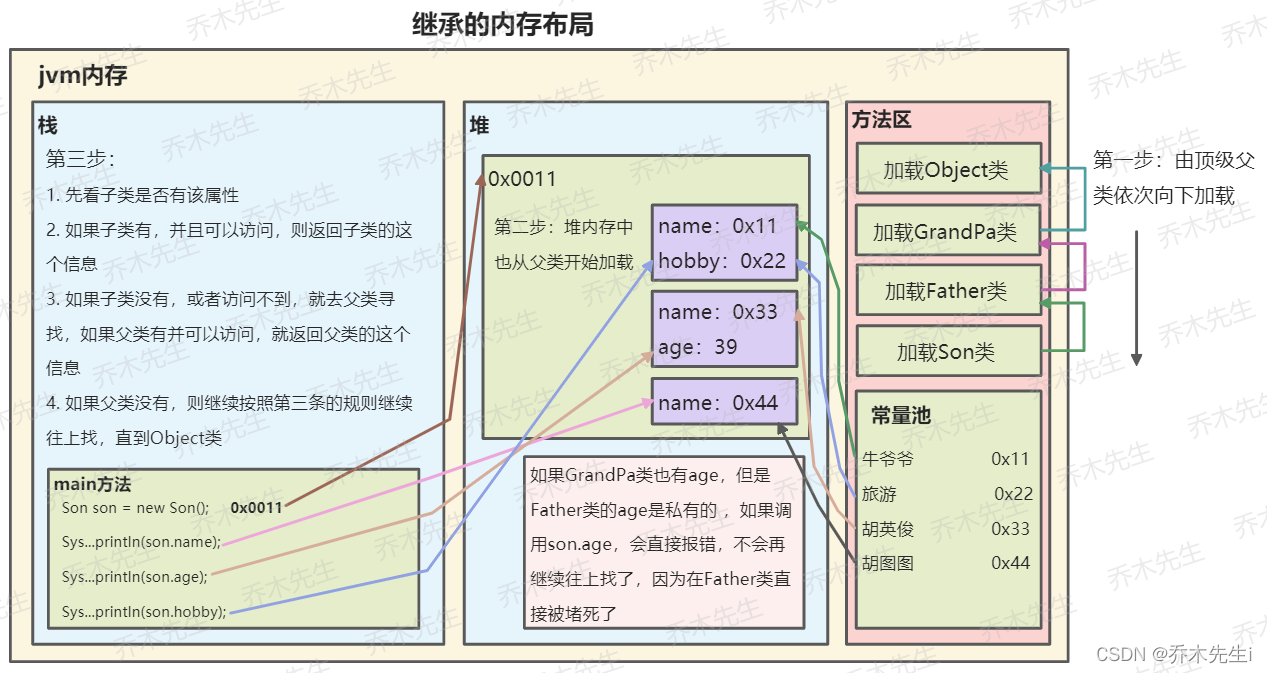 继承的内存布局
jvm内存
栈
第三步：
1. 先看子类是否有该属性
2. 如果子类有，并且可以访问，则返回子类的这
个信息
3. 如果子类没有，或者访问不到，就去父类寻
找，如果父类有并可以访问，就返回父类的这个
信息
4. 如果父类没有，则继续按照第三条的规则继续
往上找，直到Object类
main方法
Son son = new Son(); 0x0011
Sys...println(son.name);
Sys...println(son.age);
Sys...println(son.hobby);
堆
0x0011
第二步：堆内存中
也从父类开始加载
name：0x11
hobby：0x22
name：0x33
age：39
name：0x44
如果GrandPa类也有age，但是
Father类的age是私有的 ，如果调
用son.age，会直接报错，不会再
继续往上找了，因为在Father类直
接被堵死了
方法区
加载Object类
加载GrandPa类
加载Father类
加载Son类
常量池
牛爷爷 0x11
旅游 0x22
胡英俊 0x33
胡图图 0x44
第一步：由顶级父
类依次向下加载
乔木先生
CSDN @乔木先生i